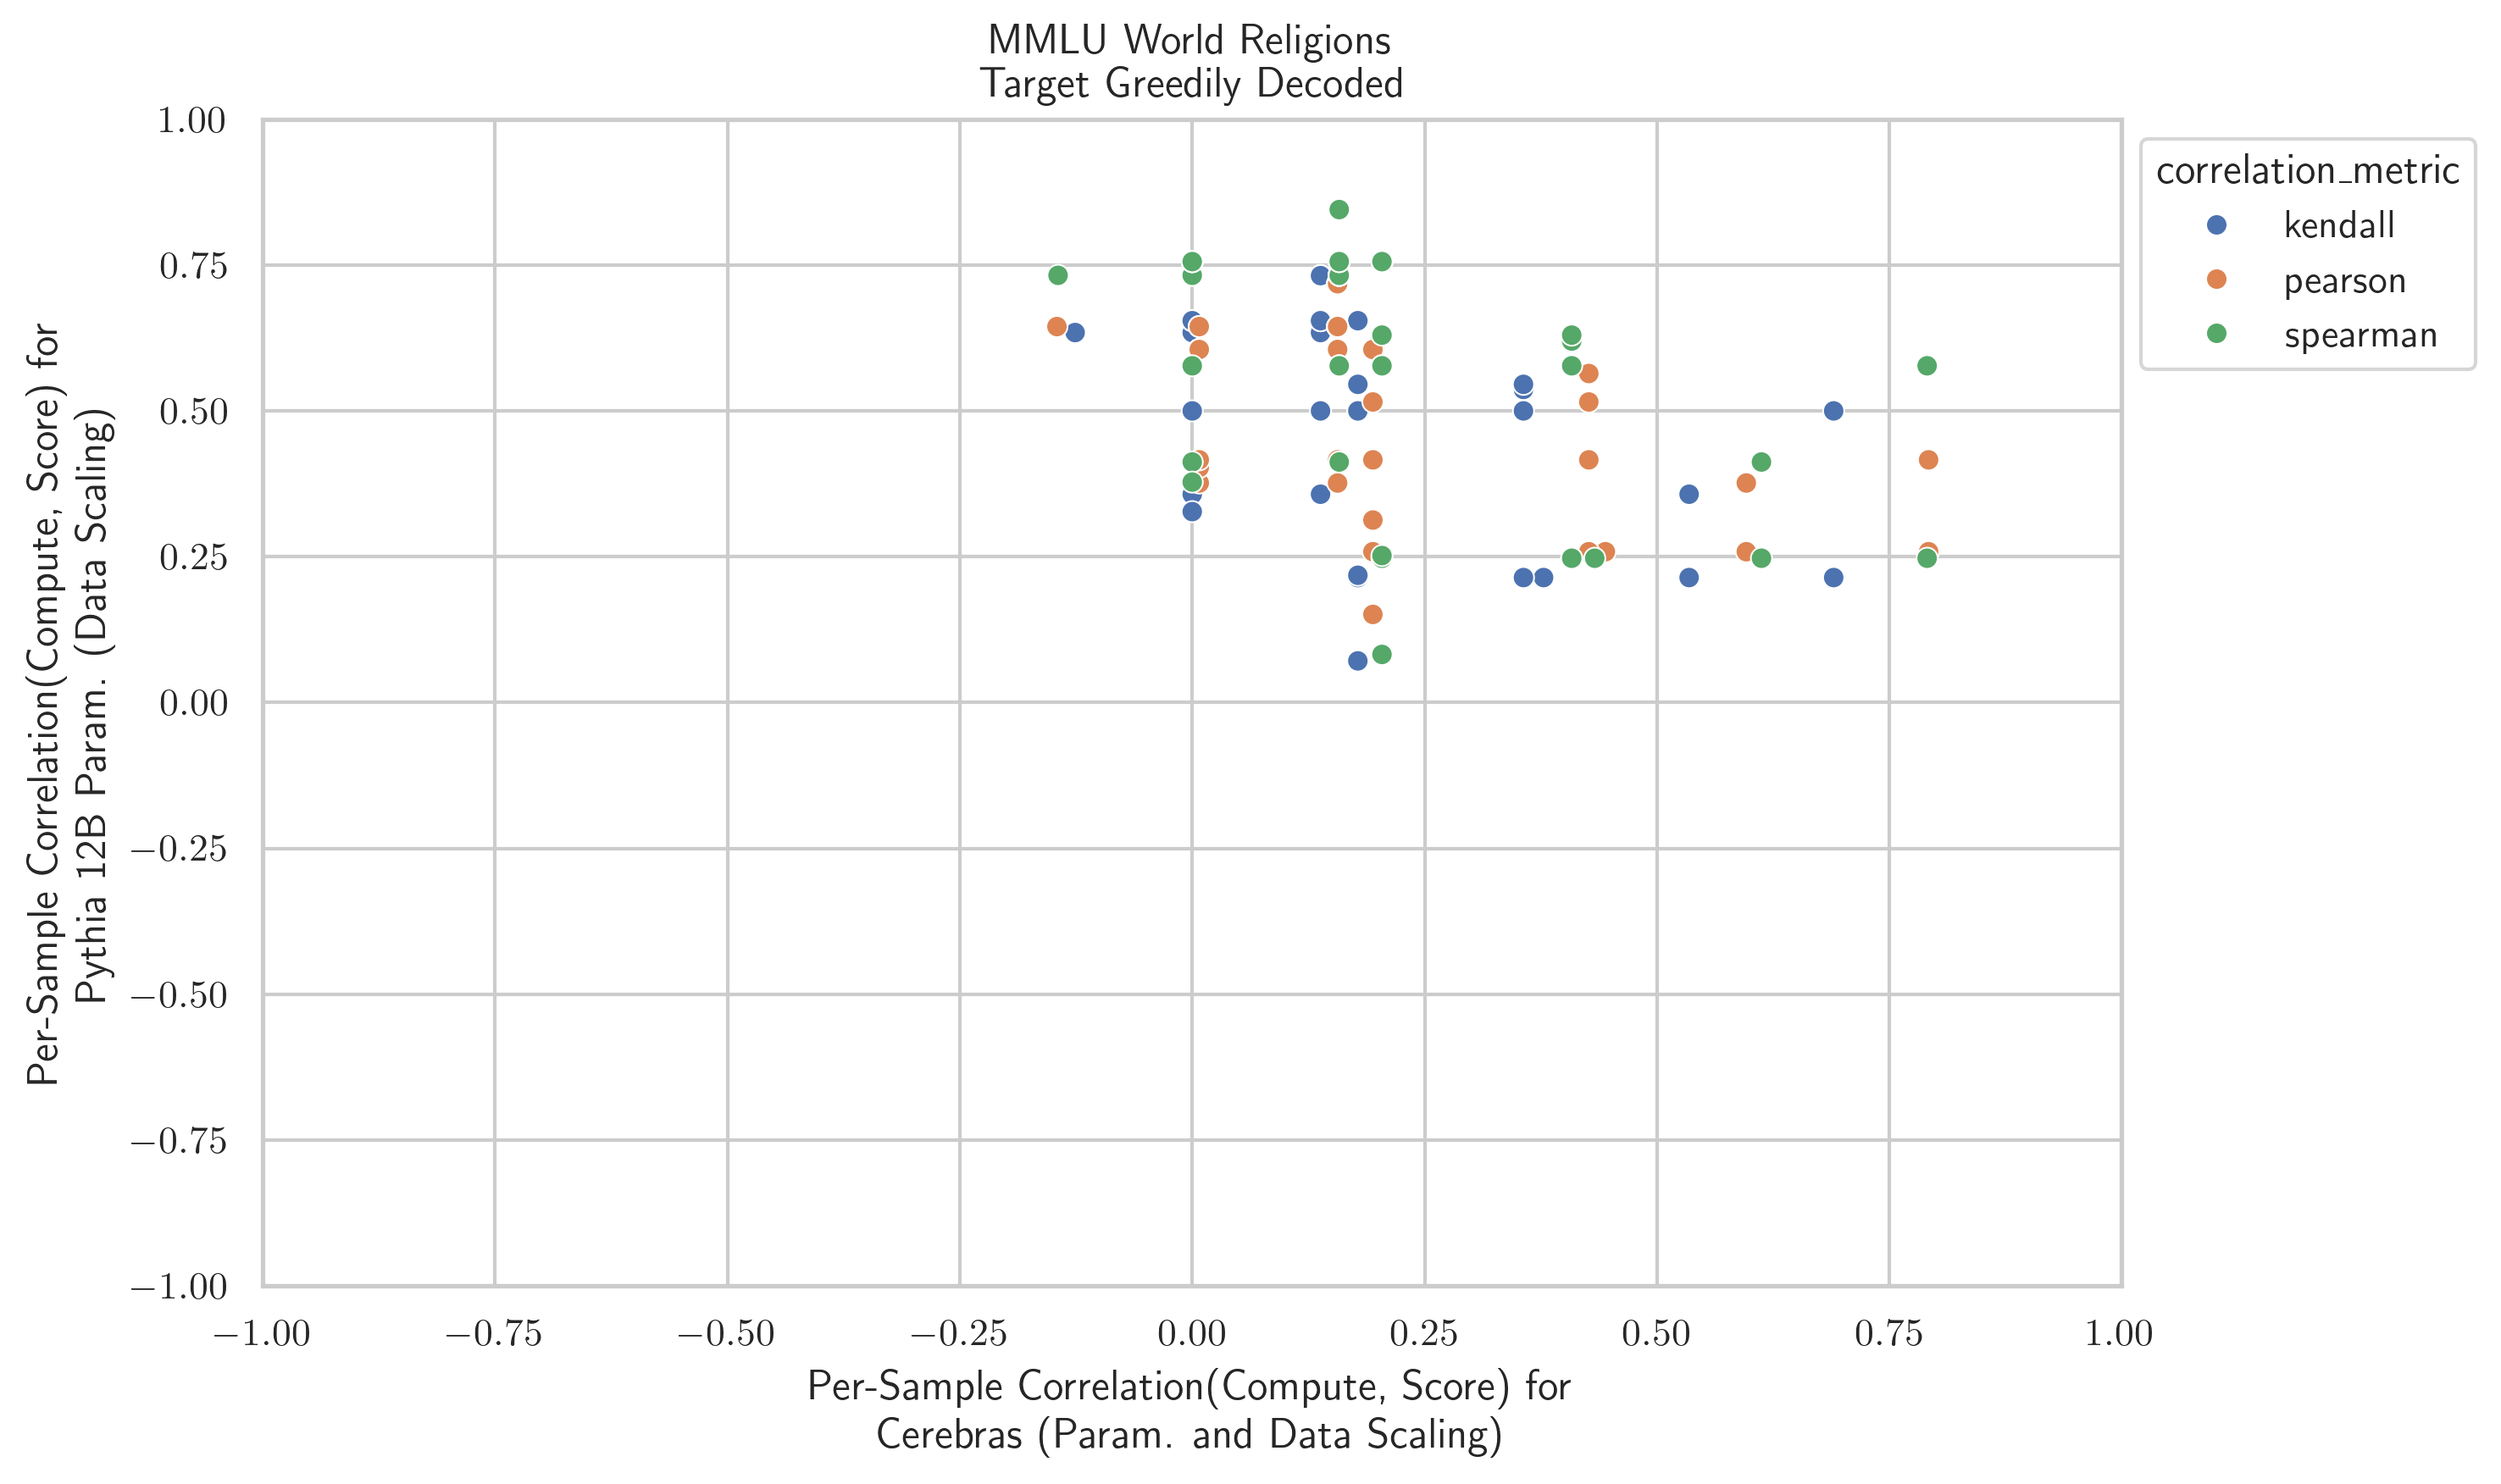 MMLU World Religions
Target Greedily Decoded
1.00
0.75
0.50
0.25
0.00
−0.25
−0.50
−0.75
−1.00
Per-Sample Correlation(Compute, Score) for
Pythia 12B Param. (Data Scaling)
correlation_metric
kendall
pearson
spearman
−1.00
−0.75
−0.50
−0.25
0.00
0.25
0.50
0.75
1.00
Per-Sample Correlation(Compute, Score) for
Cerebras (Param. and Data Scaling)